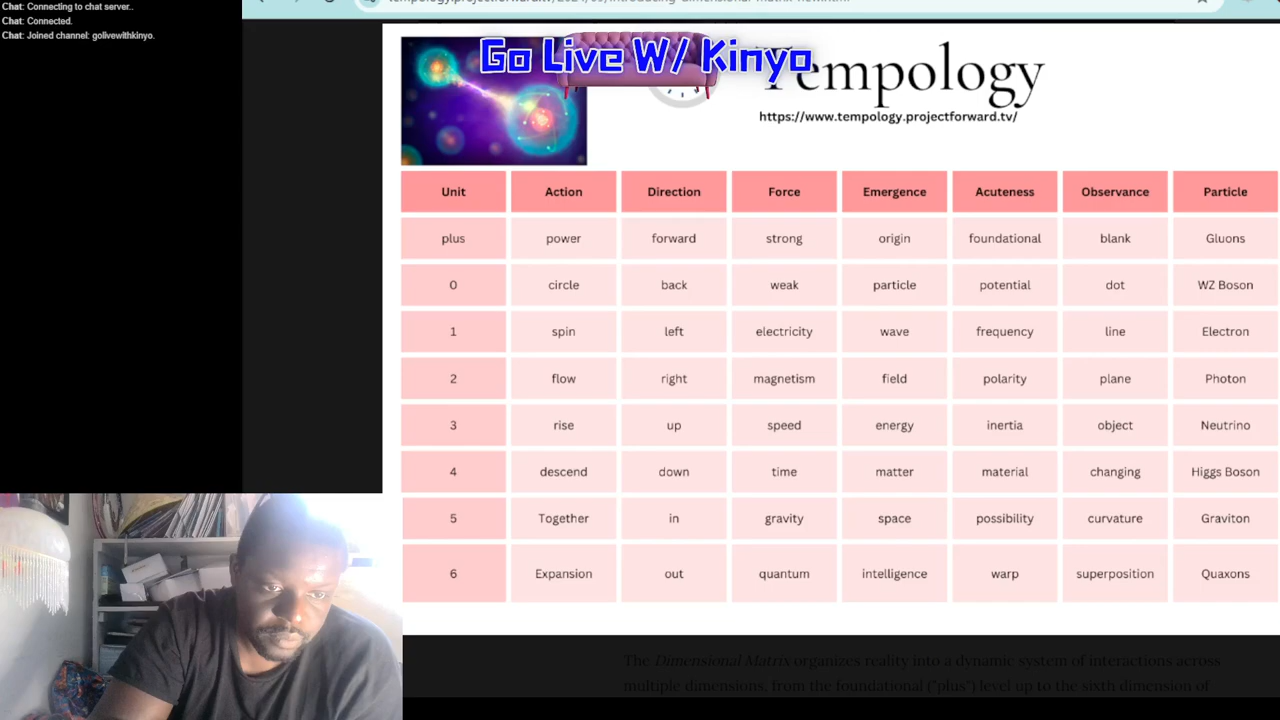 Chat: Connecting to chat server..
Chat: Connected.
Chat: Joined channel: golivewithkinyo.
Go Live W/ Kinyo
Tempology
https://www.tempology.projectforward.tv/
Unit Action Direction Force Emergence Acuteness Observance Particle
plus power forward strong origin foundational blank Gluons
0 circle back weak particle potential dot WZ Boson
1 spin left electricity wave frequency line Electron
2 flow right magnetism field polarity plane Photon
3 rise up speed energy inertia object Neutrino
4 descend down time matter material changing Higgs Boson
5 Together in gravity space possibility curvature Graviton
6 Expansion out quantum intelligence warp superposition Quaxons
The Dimensional Matrix organizes reality into a dynamic system of interactions across
multiple dimensions, from the foundational ("plus") level up to the sixth dimension of